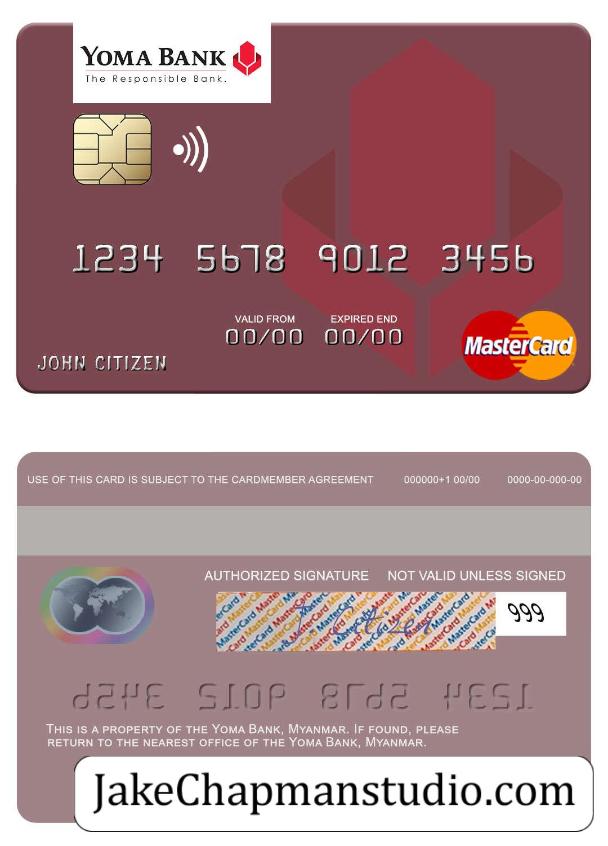 YOMA BANK
The Responsible Bank.
1234 5678 9012 3456
VALID FROM EXPIRED END
00/00 00/00
JOHN CITIZEN
MasterCard
USE OF THIS CARD IS SUBJECT TO THE CARDMEMBER AGREEMENT 000000+1 00/00 0000-00-000-00
AUTHORIZED SIGNATURE NOT VALID UNLESS SIGNED
999
THIS IS A PROPERTY OF THE YOMA BANK, MYANMAR. IF FOUND, PLEASE
RETURN TO THE NEAREST OFFICE OF THE YOMA BANK, MYANMAR.
JakeChapmanstudio.com